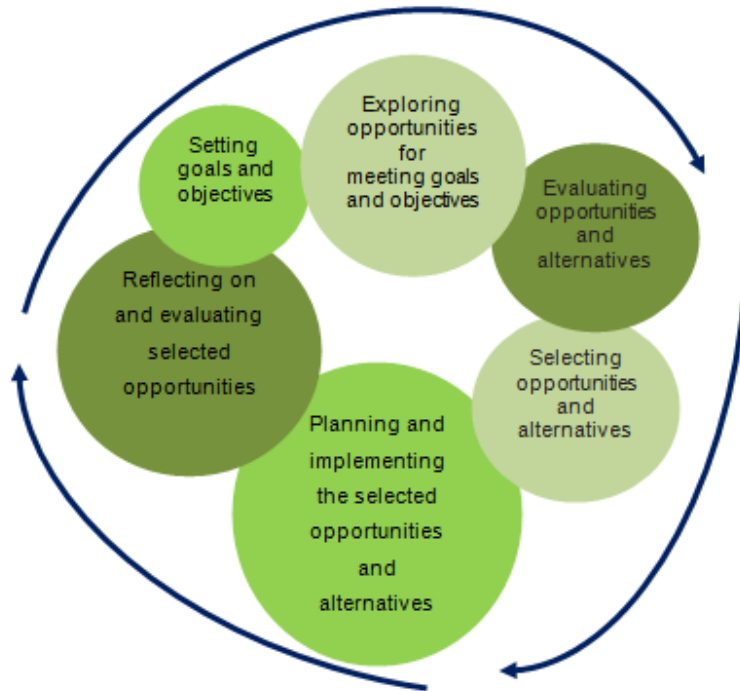 Setting
goals and
objectives
Exploring
opportunities
for
meeting goals
and objectives
Evaluating
opportunities
and
alternatives
Selecting
opportunities
and
alternatives
Planning and
implementing
the selected
opportunities
and
alternatives
Reflecting on
and evaluating
selected
opportunities